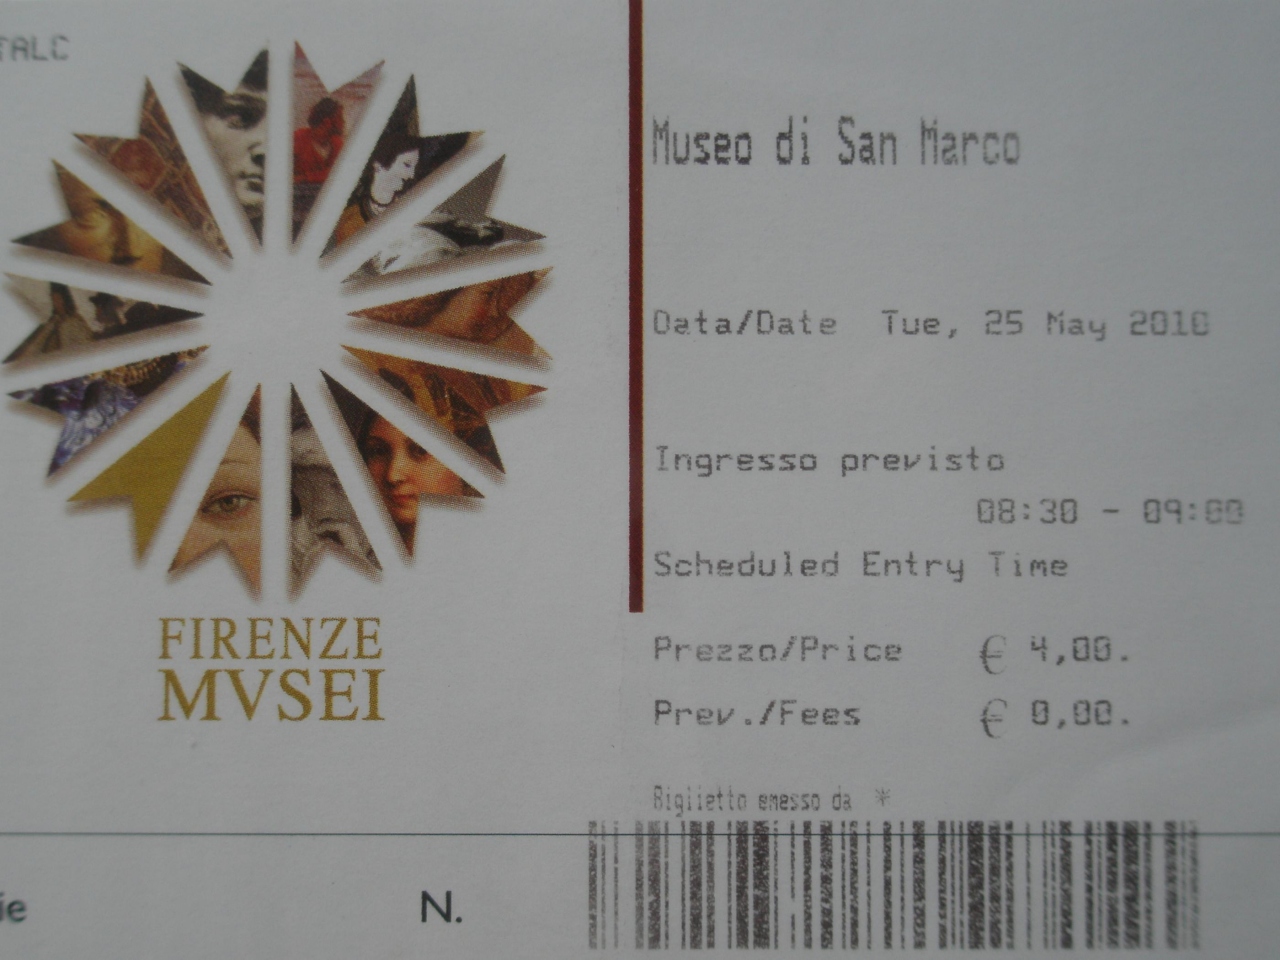 TALC
FIRENZE
MVSEI
Museo di San Marco
Data/Date Tue, 25 May 2010
Ingresso previsto
08:30 - 09:00
Scheduled Entry Time
Prezzo/Price € 4,00.
Prev./Fees € 0,00.
Biglietto emesso da *
ie
N.